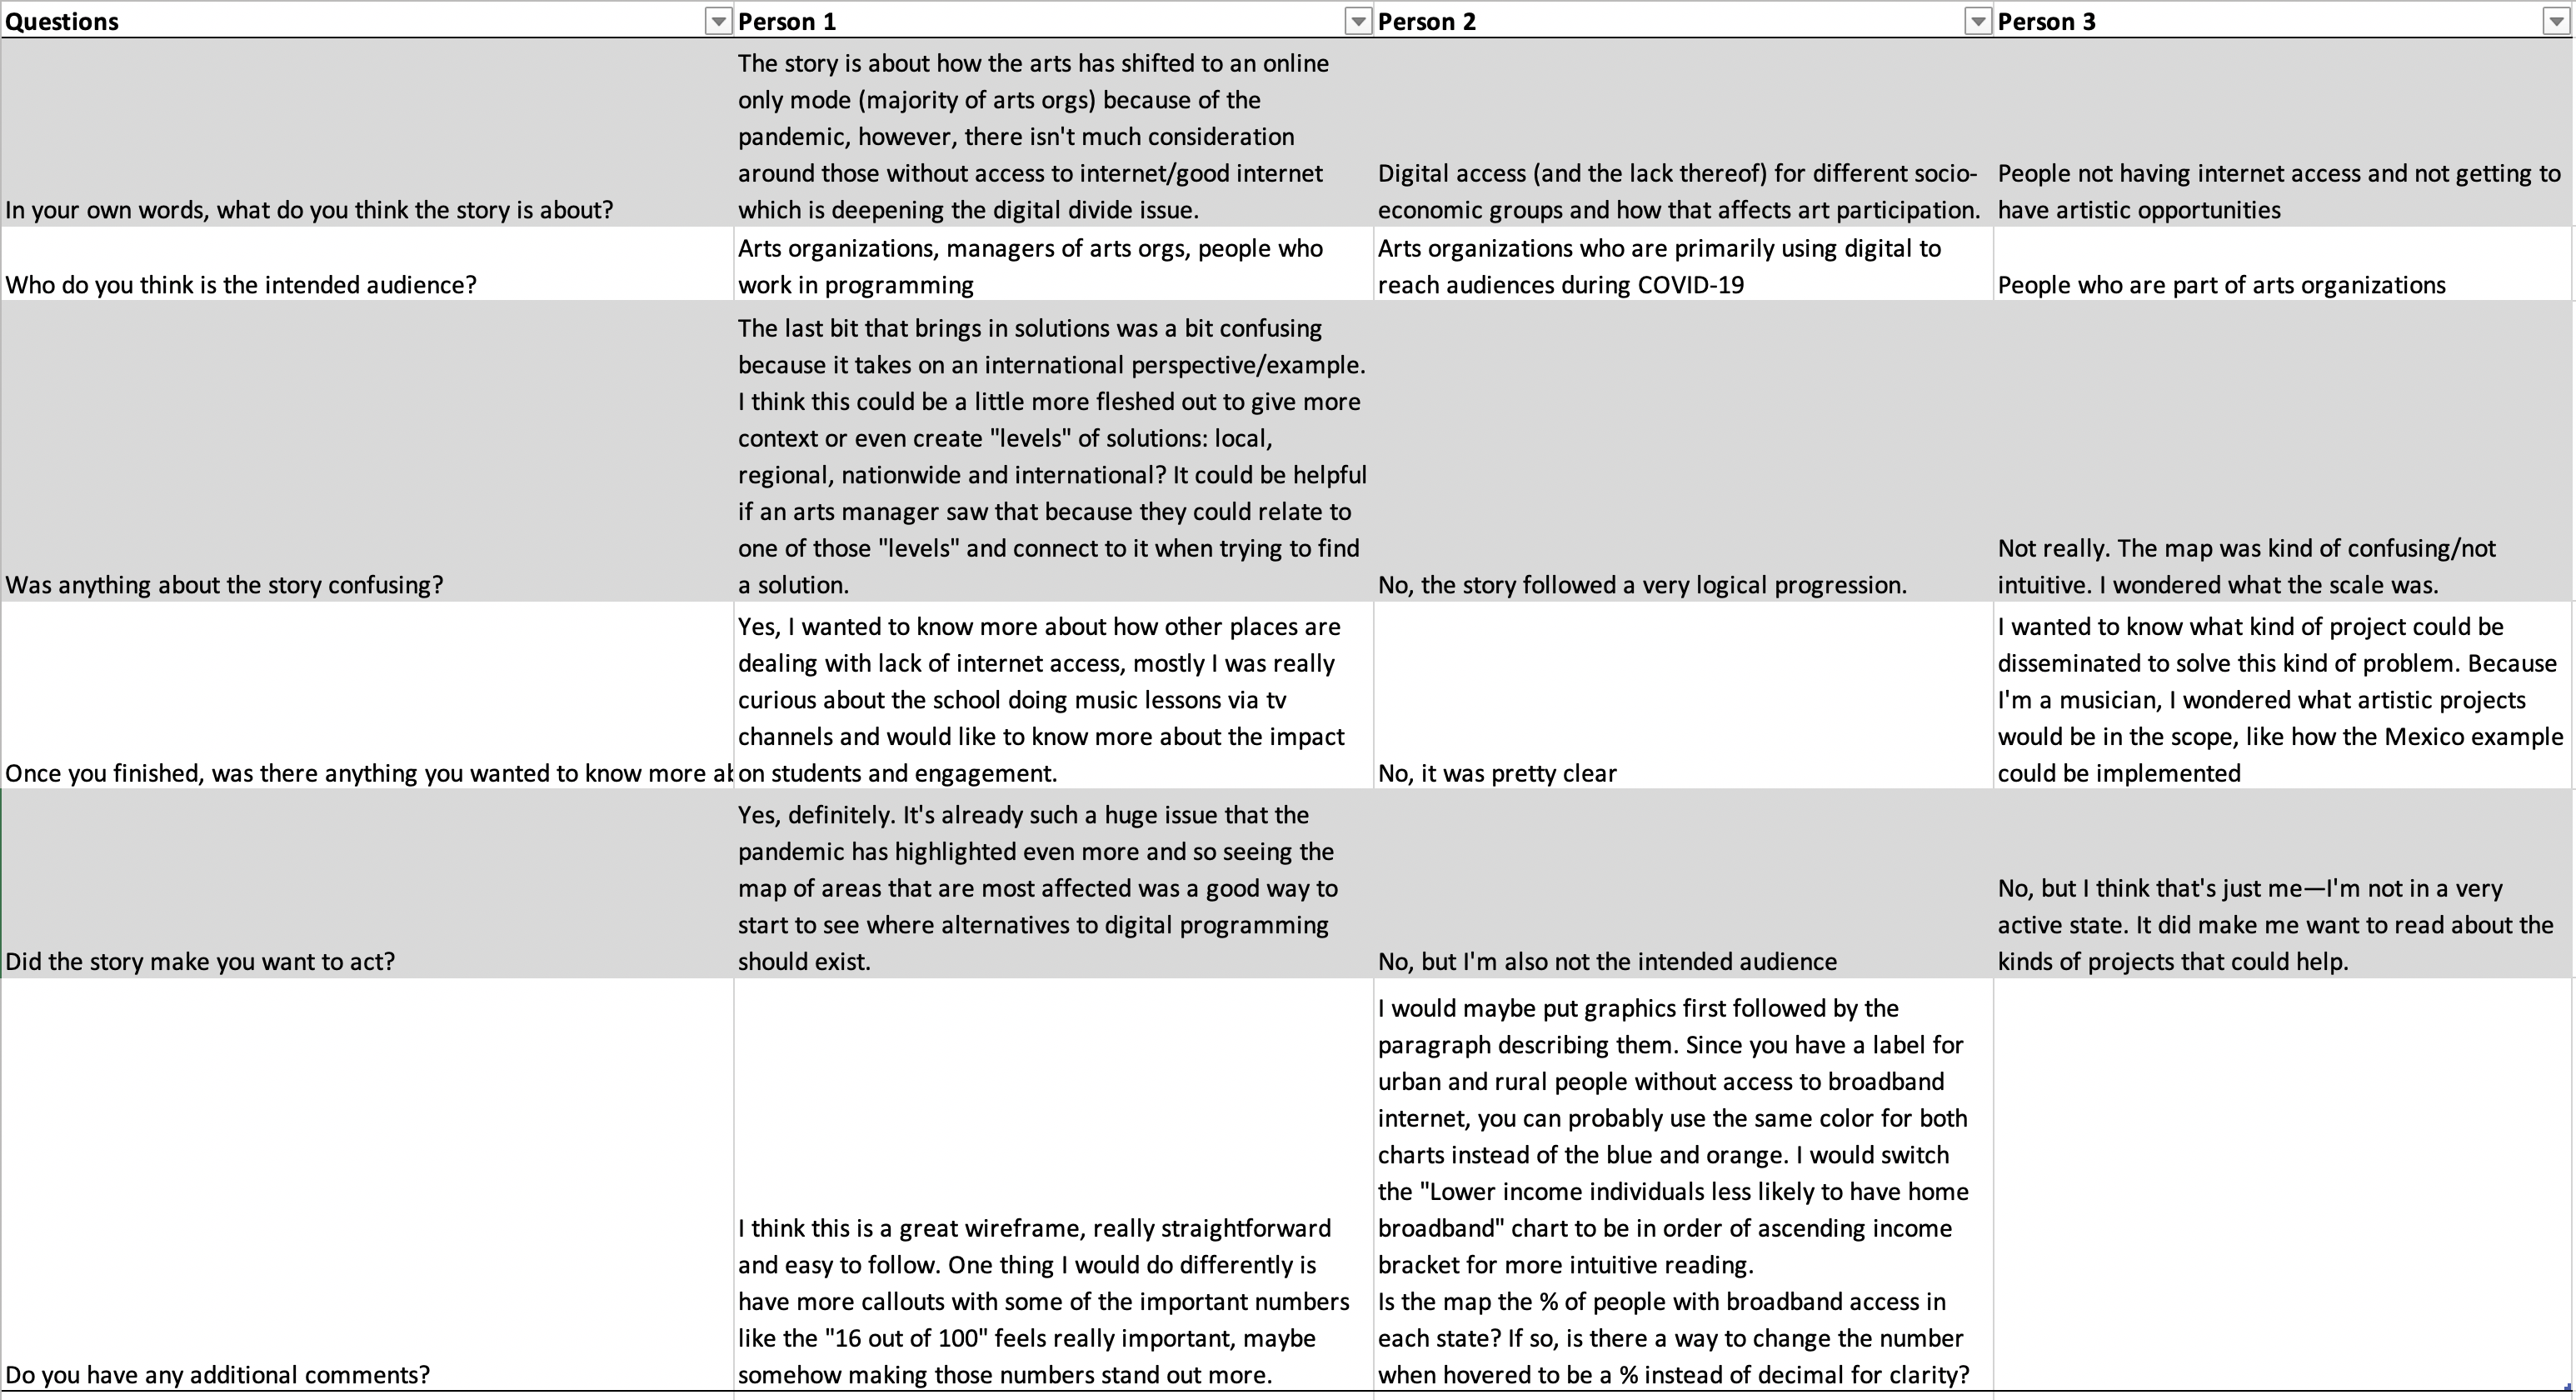 Questions
Person 1
Person 2
Person 3
In your own words, what do you think the story is about?
The story is about how the arts has shifted to an online
only mode (majority of arts orgs) because of the
pandemic, however, there isn't much consideration
around those without access to internet/good internet
which is deepening the digital divide issue.
Digital access (and the lack thereof) for different socio-
economic groups and how that affects art participation.
People not having internet access and not getting to
have artistic opportunities
Who do you think is the intended audience?
Arts organizations, managers of arts orgs, people who
work in programming
Arts organizations who are primarily using digital to
reach audiences during COVID-19
People who are part of arts organizations
Was anything about the story confusing?
The last bit that brings in solutions was a bit confusing
because it takes on an international perspective/example.
I think this could be a little more fleshed out to give more
context or even create "levels" of solutions: local,
regional, nationwide and international? It could be helpful
if an arts manager saw that because they could relate to
one of those "levels" and connect to it when trying to find
a solution.
No, the story followed a very logical progression.
Not really. The map was kind of confusing/not
intuitive. I wondered what the scale was.
Once you finished, was there anything you wanted to know more ab
Yes, I wanted to know more about how other places are
dealing with lack of internet access, mostly I was really
curious about the school doing music lessons via tv
channels and would like to know more about the impact
on students and engagement.
No, it was pretty clear
I wanted to know what kind of project could be
disseminated to solve this kind of problem. Because
I'm a musician, I wondered what artistic projects
would be in the scope, like how the Mexico example
could be implemented
Did the story make you want to act?
Yes, definitely. It's already such a huge issue that the
pandemic has highlighted even more and so seeing the
map of areas that are most affected was a good way to
start to see where alternatives to digital programming
should exist.
No, but I'm also not the intended audience
No, but I think that's just me—I'm not in a very
active state. It did make me want to read about the
kinds of projects that could help.
Do you have any additional comments?
I think this is a great wireframe, really straightforward
and easy to follow. One thing I would do differently is
have more callouts with some of the important numbers
like the "16 out of 100" feels really important, maybe
somehow making those numbers stand out more.
I would maybe put graphics first followed by the
paragraph describing them. Since you have a label for
urban and rural people without access to broadband
internet, you can probably use the same color for both
charts instead of the blue and orange. I would switch
the "Lower income individuals less likely to have home
broadband" chart to be in order of ascending income
bracket for more intuitive reading.
Is the map the % of people with broadband access in
each state? If so, is there a way to change the number
when hovered to be a % instead of decimal for clarity?